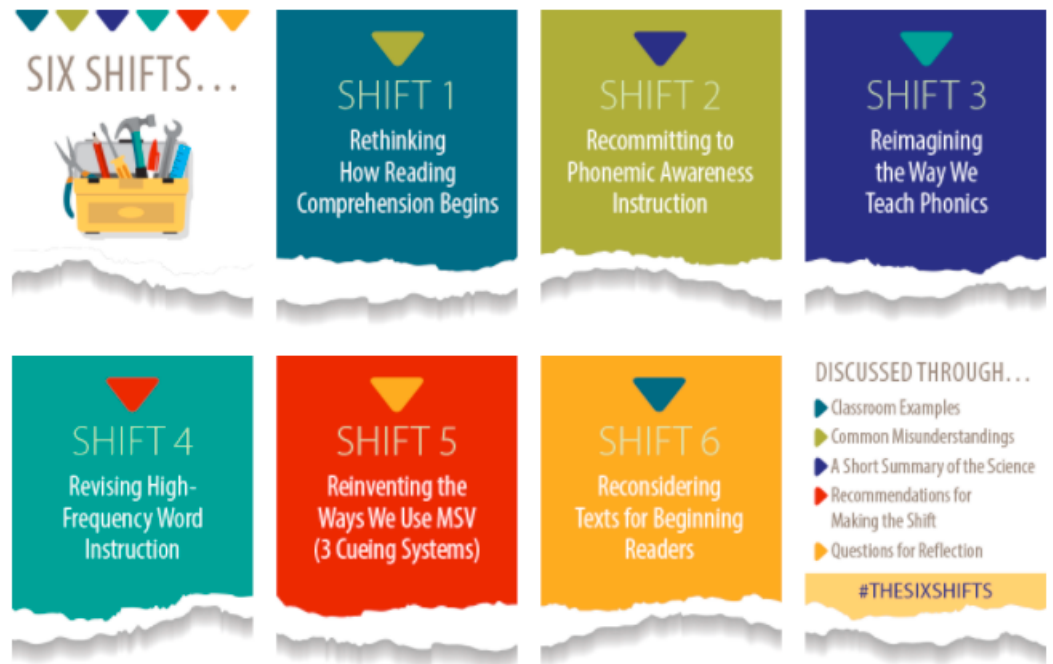 SIX SHIFTS...
SHIFT 1
Rethinking
How Reading
Comprehension Begins
SHIFT 2
Recommitting to
Phonemic Awareness
Instruction
SHIFT 3
Reimagining
the Way We
Teach Phonics
SHIFT 4
Revising High-
Frequency Word
Instruction
SHIFT 5
Reinventing the
Ways We Use MSV
(3 Cueing Systems)
SHIFT 6
Reconsidering
Texts for Beginning
Readers
DISCUSSED THROUGH...
Classroom Examples
Common Misunderstandings
A Short Summary of the Science
Recommendations for
Making the Shift
Questions for Reflection
#THESIXSHIFTS